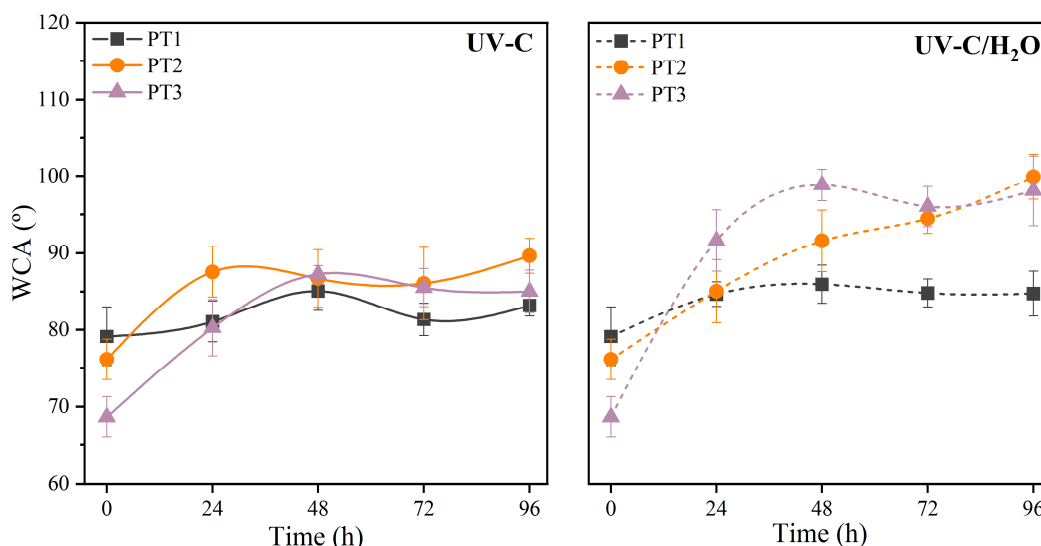 WCA (º)
120
110
100
90
80
70
60
PT1
PT2
PT3
UV-C
0
24
48
72
96
Time (h)
PT1
PT2
PT3
UV-C/H₂O
0
24
48
72
96
Time (h)